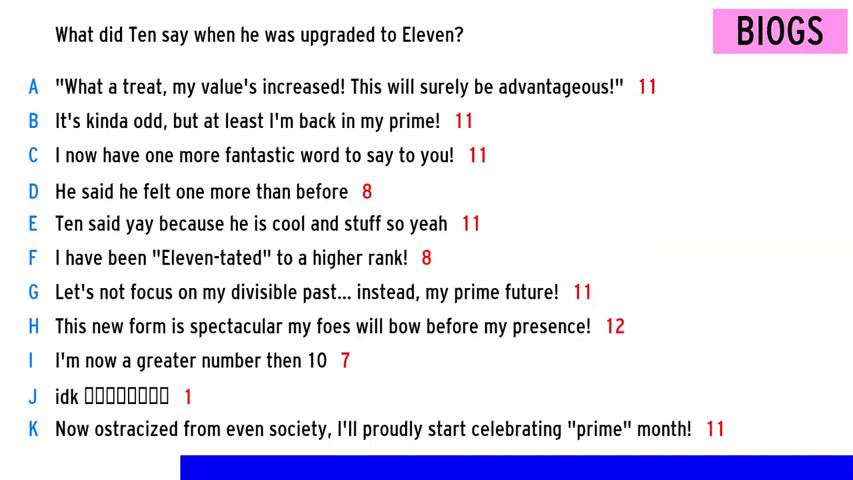 What did Ten say when he was upgraded to Eleven?
BIOGS
A "What a treat, my value's increased! This will surely be advantageous!" 11
B It's kinda odd, but at least I'm back in my prime! 11
C I now have one more fantastic word to say to you! 11
D He said he felt one more than before 8
E Ten said yay because he is cool and stuff so yeah 11
F I have been "Eleven-tated" to a higher rank! 8
G Let's not focus on my divisible past... instead, my prime future! 11
H This new form is spectacular my foes will bow before my presence! 12
I I'm now a greater number then 10 7
J idk 𛲠𛲠𛲠𛲠𛲠𛲠𛲠𛲠 1
K Now ostracized from even society, I'll proudly start celebrating "prime" month! 11